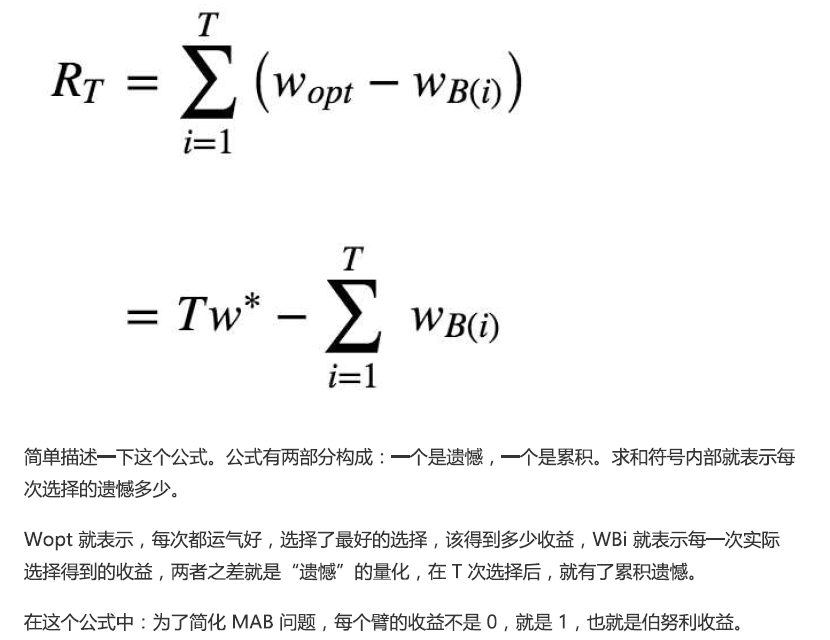 R_T = \sum_{i=1}^{T} (w_{opt} − w_{B(i)})
= Tw^* − \sum_{i=1}^{T} w_{B(i)}
简单描述一下这个公式。公式有两部分构成：一个是遗憾，一个是累积。求和符号内部就表示每
次选择的遗憾多少。
Wopt 就表示，每次都运气好，选择了最好的选择，该得到多少收益，WBi 就表示每一次实际
选择得到的收益，两者之差就是“遗憾”的量化，在 T 次选择后，就有了累积遗憾。
在这个公式中：为了简化 MAB 问题，每个臂的收益不是 0，就是 1，也就是伯努利收益。